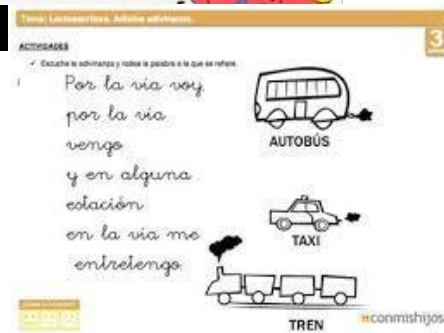 Tema: Lectoescritura. Adivina adivinanza.
3
ACTIVIDADES
✓ Escucha la adivinanza y rodea la palabra a la que se refiere.
Por la vía voy,
por la vía
vengo
y en alguna
estación
en la vía me
entretengo.
AUTOBÚS
TAXI
TREN
conmishijos